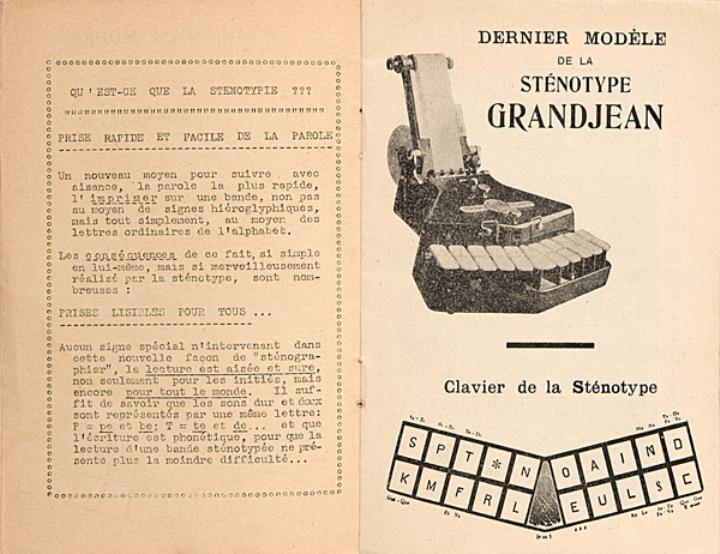 QU'EST-CE QUE LA STENOTYPIE ???
PRISE RAPIDE ET FACILE DE LA PAROLE
Un nouveau moyen pour suivre avec
aisance, la parole la plus rapide,
l'imprimer sur une bande, non pas
au moyen de signes hiéroglyphiques,
mais tout simplement, au moyen des
lettres ordinaires de l'alphabet.
Les conséquences de ce fait, si simple
en lui-même, mais si merveilleusement
réalisé par la sténotype, sont nom-
breuses :
PRISES LISIBLES POUR TOUS ...
Aucun signe spécial n'intervenant dans
cette nouvelle façon de "sténogra-
phier", la lecture est aisée et sure,
non seulement pour les initiés, mais
encore pour tout le monde. Il suf-
fit de savoir que les sons dur et doux
sont représentés par une même lettre:
P = pe et be; T = te et de... et que
l'écriture est phonétique, pour que la
lecture d'une bande sténotypée ne pré-
sente plus la moindre difficulté...
DERNIER MODÈLE
DE LA
STÉNOTYPE
GRANDJEAN
Clavier de la Sténotype
S P T * N O A I N D
K M F R L E U L $ C